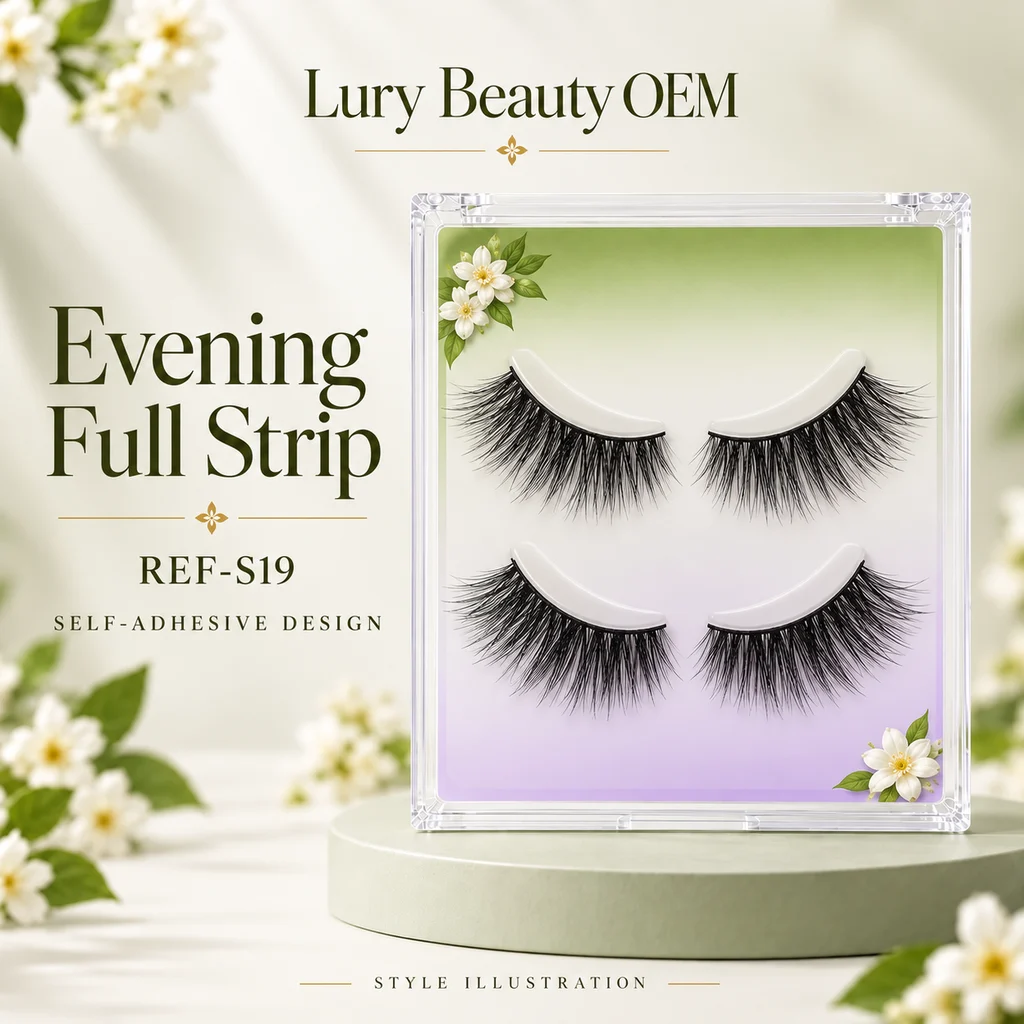 Lury Beauty OEM
Evening
Full Strip
REF-S19
SELF-ADHESIVE DESIGN
STYLE ILLUSTRATION